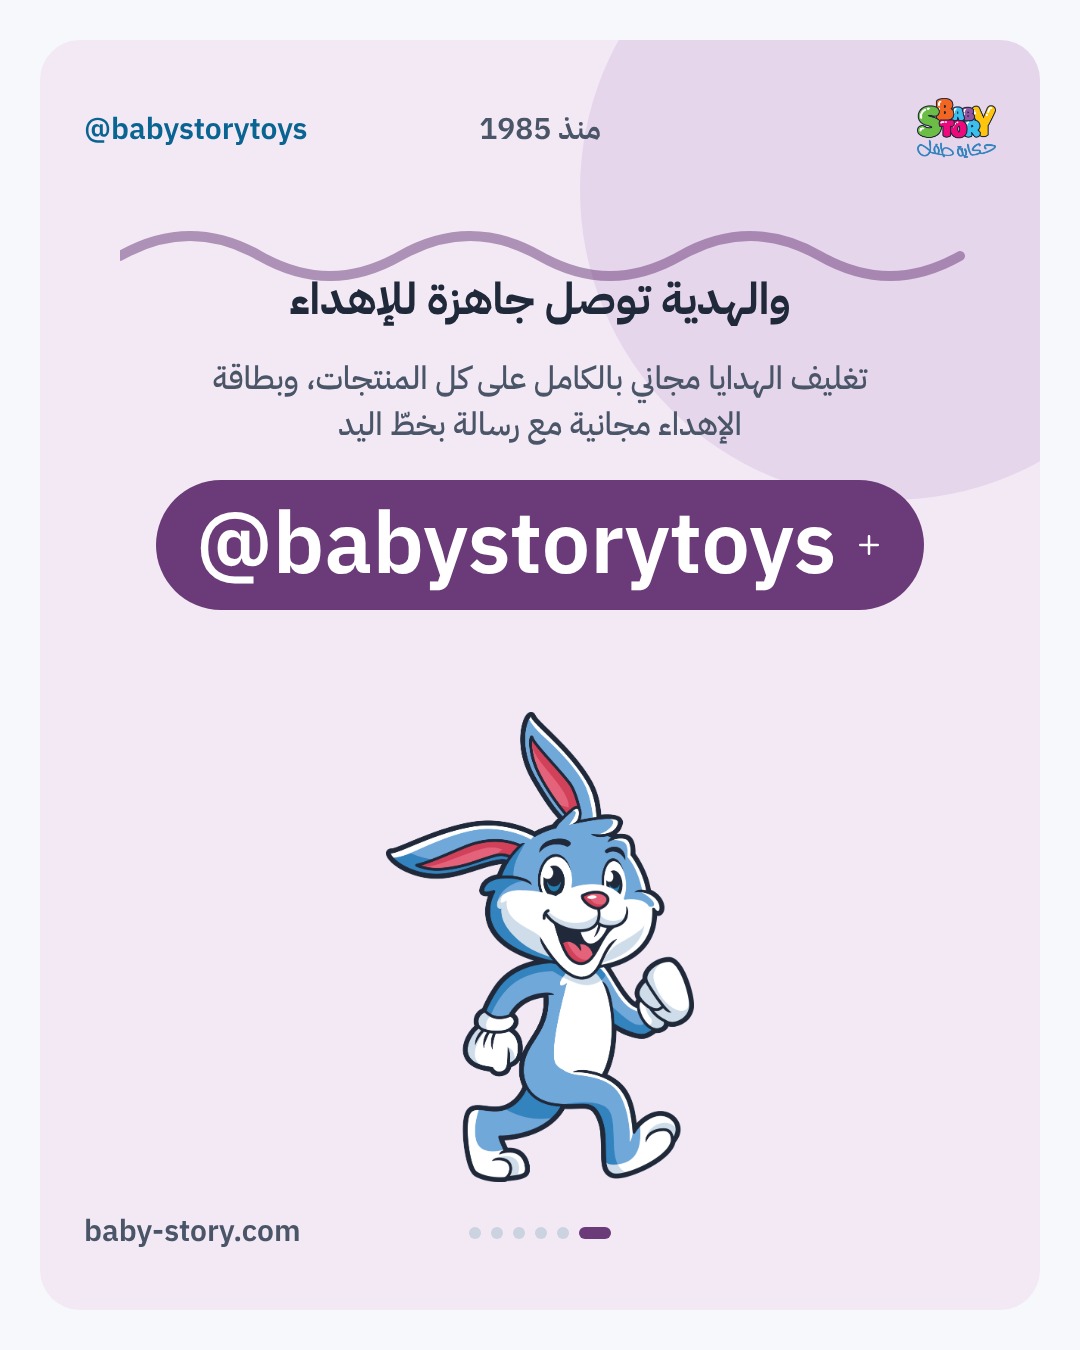 @babystorytoys
منذ 1985
BABY STORY
حكاية طفل
والهدية توصل جاهزة للإهداء
تغليف الهدايا مجاني بالكامل على كل المنتجات، وبطاقة
الإهداء مجانية مع رسالة بخطّ اليد
@babystorytoys +
baby-story.com